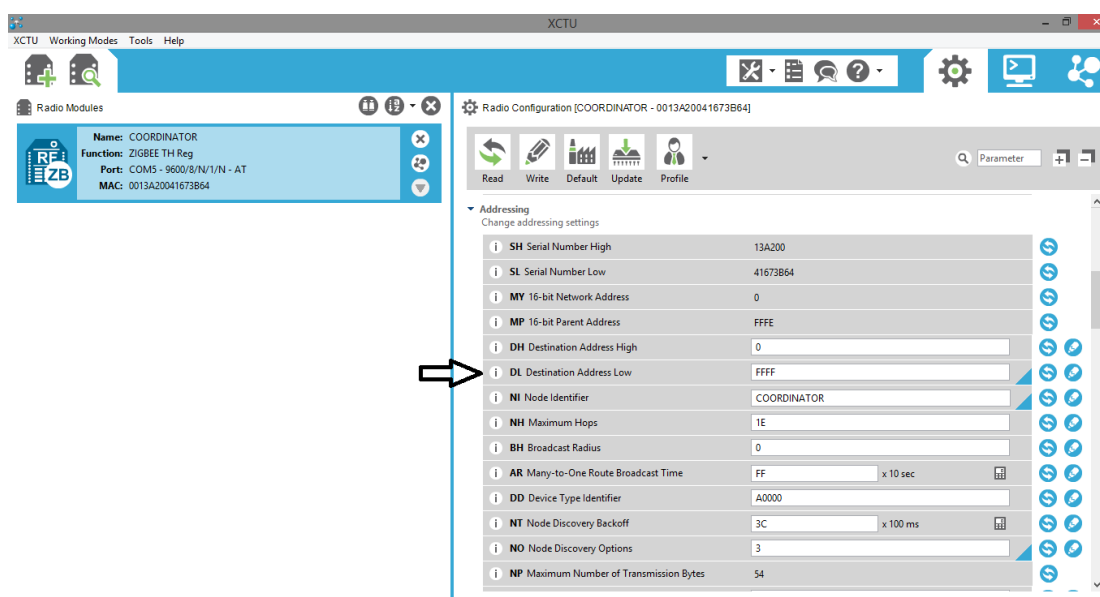 XCTU
XCTU Working Modes Tools Help
Radio Modules
Name: COORDINATOR
Function: ZIGBEE TH Reg
Port: COM5 - 9600/8/N/1/N - AT
MAC: 0013A20041673B64
RF
ZB
Radio Configuration [COORDINATOR - 0013A20041673B64]
Read Write Default Update Profile
Parameter
Addressing
Change addressing settings
i SH Serial Number High 13A200
i SL Serial Number Low 41673B64
i MY 16-bit Network Address 0
i MP 16-bit Parent Address FFFE
i DH Destination Address High 0
i DL Destination Address Low FFFF
i NI Node Identifier COORDINATOR
i NH Maximum Hops 1E
i BH Broadcast Radius 0
i AR Many-to-One Route Broadcast Time FF x 10 sec
i DD Device Type Identifier A0000
i NT Node Discovery Backoff 3C x 100 ms
i NO Node Discovery Options 3
i NP Maximum Number of Transmission Bytes 54